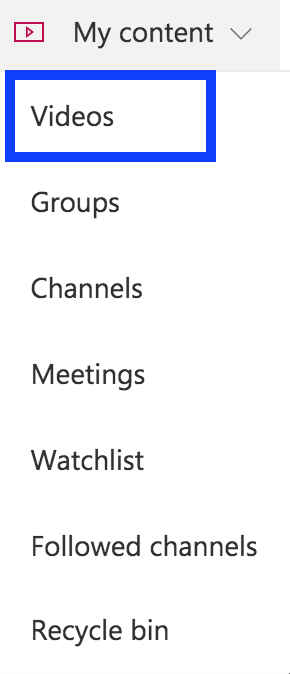 My content
Videos
Groups
Channels
Meetings
Watchlist
Followed channels
Recycle bin